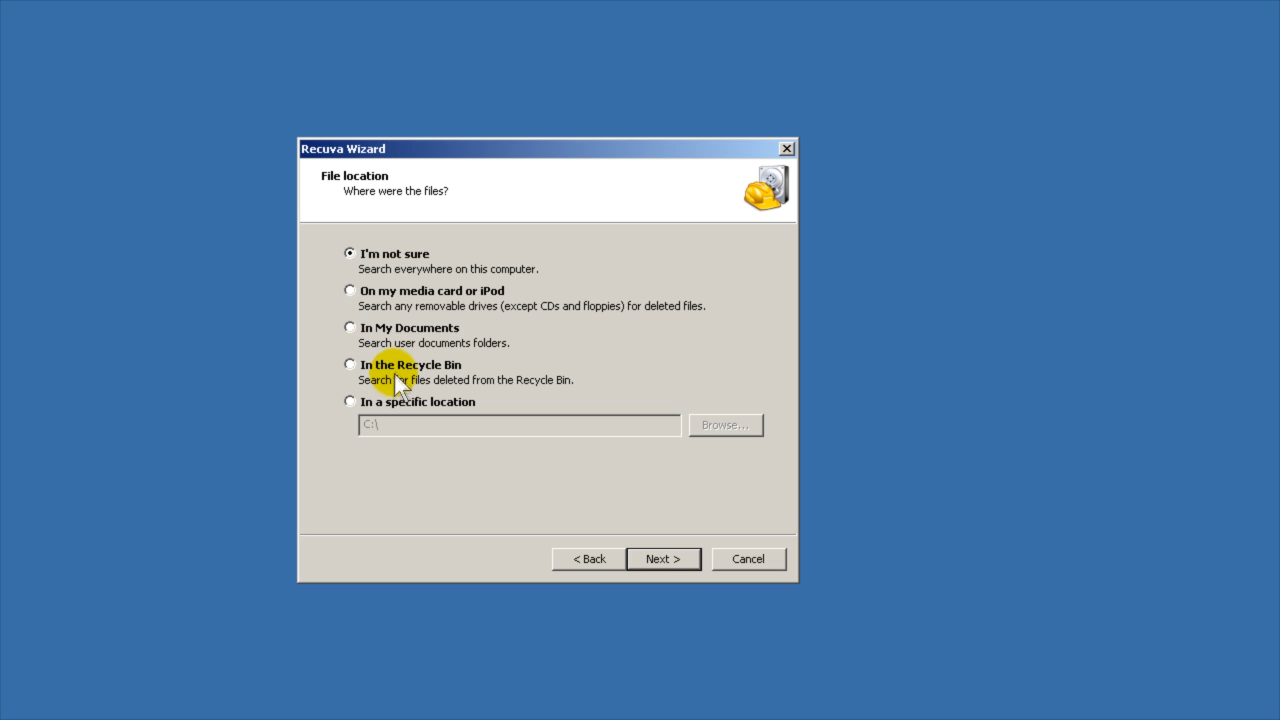 Recuva Wizard
File location
Where were the files?
I'm not sure
Search everywhere on this computer.
On my media card or iPod
Search any removable drives (except CDs and floppies) for deleted files.
In My Documents
Search user documents folders.
In the Recycle Bin
Search for files deleted from the Recycle Bin.
In a specific location
C:\
Browse...
< Back
Next >
Cancel